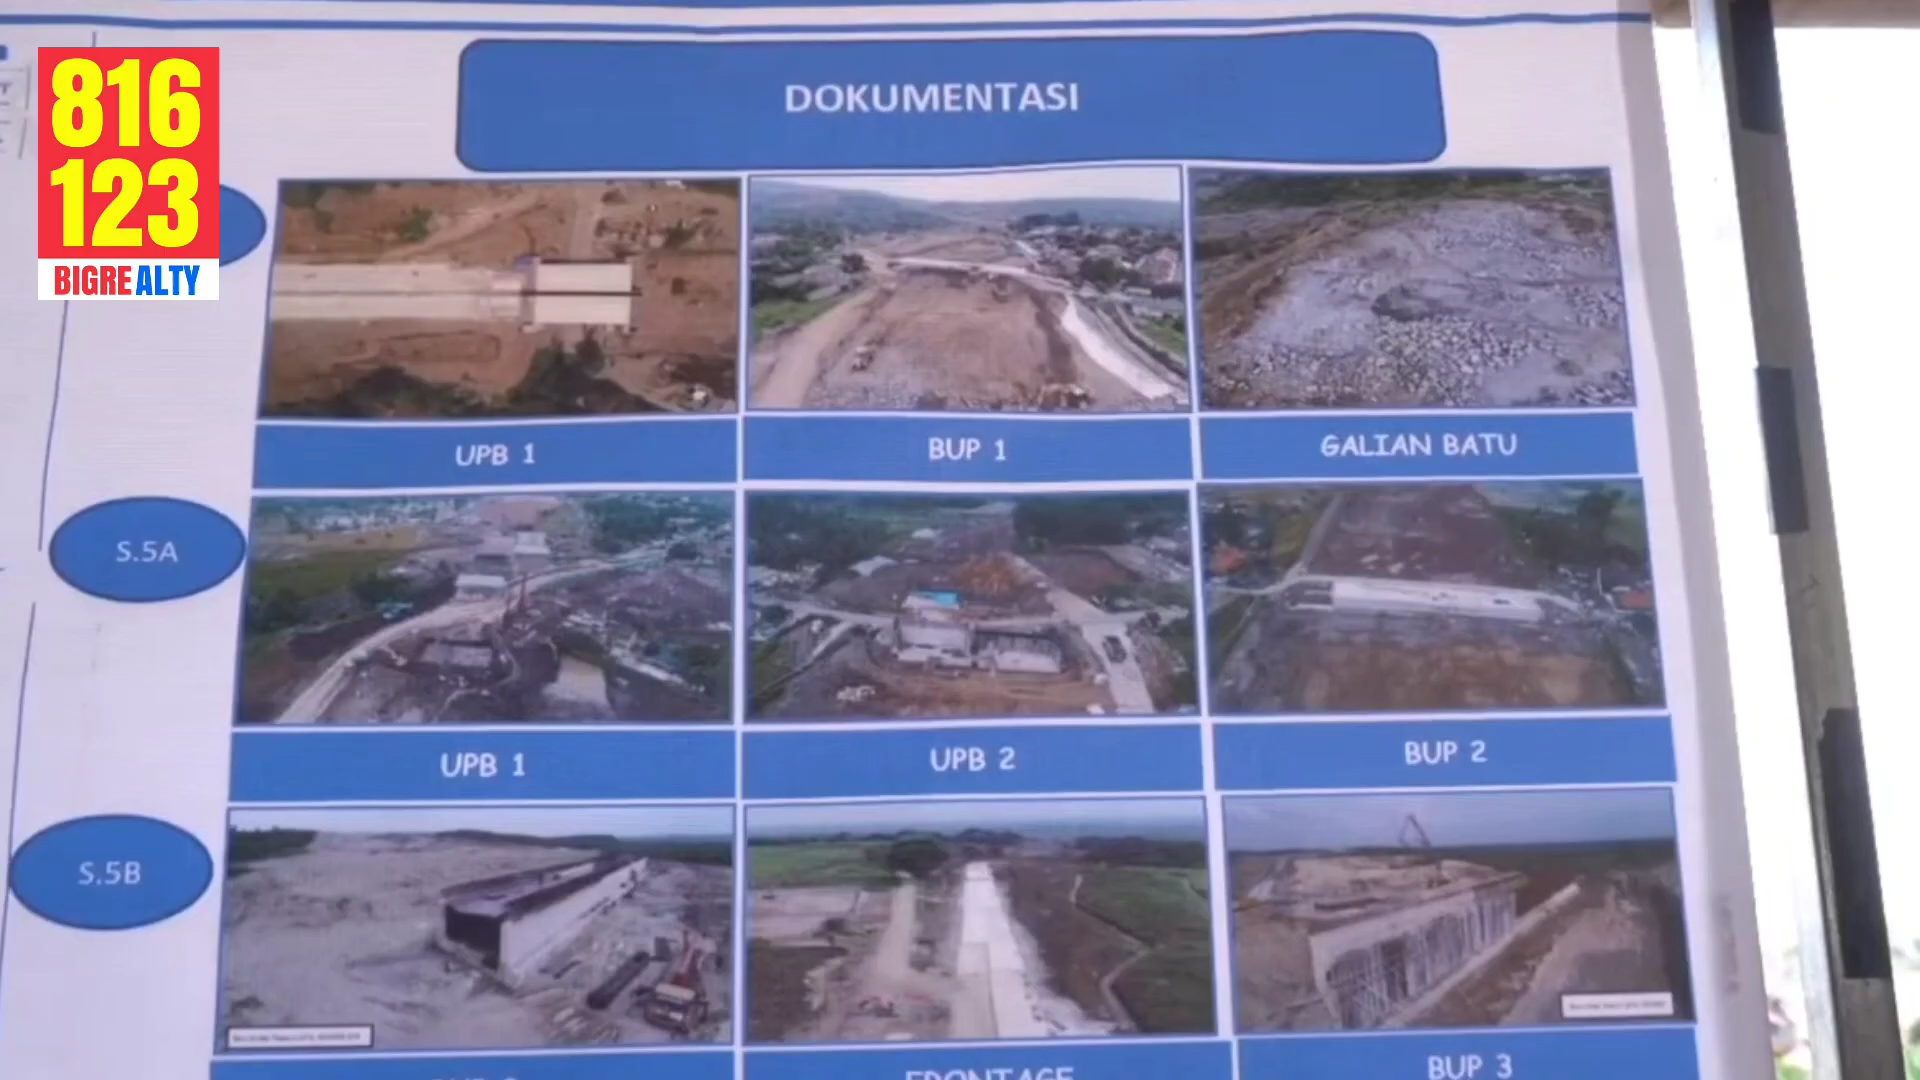 816
123
BIGREALTY
DOKUMENTASI
UPB 1
BUP 1
GALIAN BATU
S.5A
UPB 1
UPB 2
BUP 2
S.5B
FRONTAGE
BUP 3